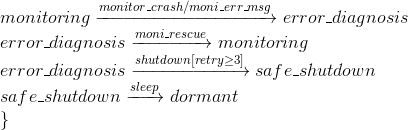 monitoring monitor_crash/moni_err_msg → error_diagnosis
error_diagnosis moni_rescue → monitoring
error_diagnosis shutdown[retry≥3] → safe_shutdown
safe_shutdown sleep → dormant
}